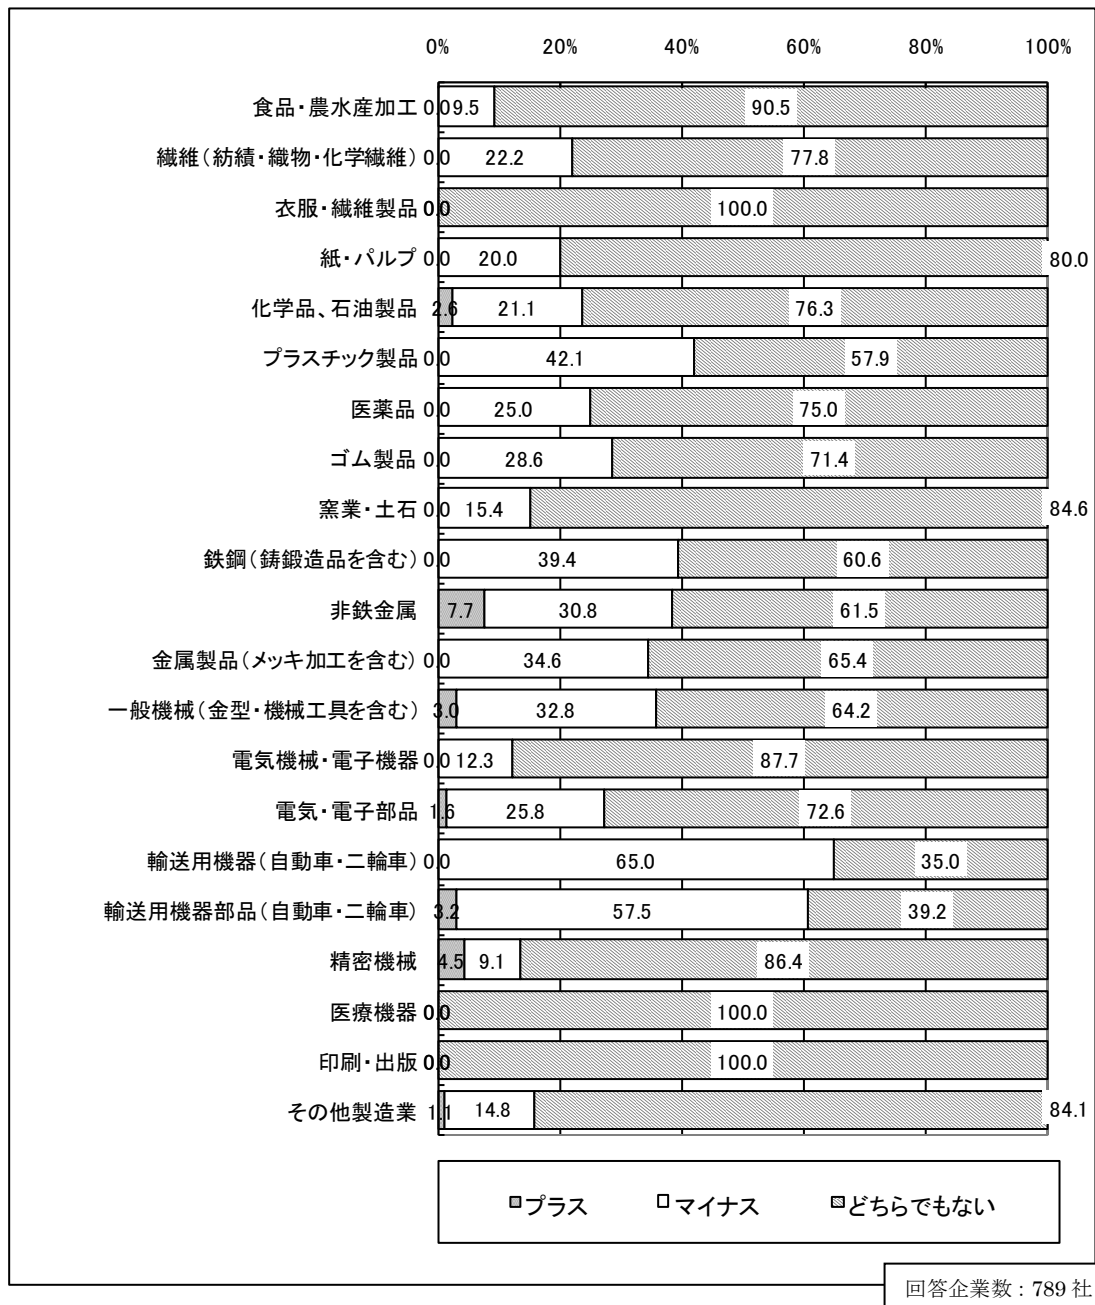 0% 20% 40% 60% 80% 100%
食品・農水産加工 0.0 9.5 90.5
繊維(紡績・織物・化学繊維) 0.0 22.2 77.8
衣服・繊維製品 0.0 100.0
紙・パルプ 0.0 20.0 80.0
化学品、石油製品 2.6 21.1 76.3
プラスチック製品 0.0 42.1 57.9
医薬品 0.0 25.0 75.0
ゴム製品 0.0 28.6 71.4
窯業・土石 0.0 15.4 84.6
鉄鋼(鋳鍛造品を含む) 0.0 39.4 60.6
非鉄金属 7.7 30.8 61.5
金属製品(メッキ加工を含む) 0.0 34.6 65.4
一般機械(金型・機械工具を含む) 3.0 32.8 64.2
電気機械・電子機器 0.0 12.3 87.7
電気・電子部品 1.6 25.8 72.6
輸送用機器(自動車・二輪車) 0.0 65.0 35.0
輸送用機器部品(自動車・二輪車) 3.2 57.5 39.2
精密機械 4.5 9.1 86.4
医療機器 0.0 100.0
印刷・出版 0.0 100.0
その他製造業 1.1 14.8 84.1
プラス マイナス どちらでもない
回答企業数:789 社